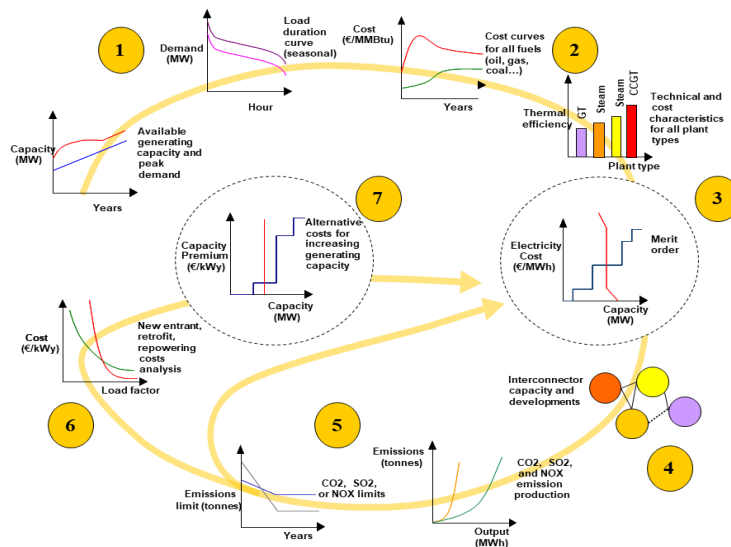 1
Demand
(MW)
Load
duration
curve
(seasonal)
Hour
Cost
(€/MMBtu)
Cost curves
for all fuels
(oil, gas,
coal...)
Years
2
Thermal
efficiency
GT
Steam
Steam
CCGT
Technical and
cost
characteristics
for all plant
types
Plant type
Capacity
(MW)
Available
generating
capacity and
peak
demand
Years
7
Capacity
Premium
(€/kWy)
Alternative
costs for
increasing
generating
capacity
Capacity
(MW)
3
Electricity
Cost
(€/MWh)
Merit
order
Capacity
(MW)
Cost
(€/kWy)
New entrant,
retrofit,
repowering
costs
analysis
Load factor
6
5
Emissions
limit (tonnes)
CO2, SO2,
or NOX limits
Years
Emissions
(tonnes)
CO2, SO2,
and NOX
emission
production
Output
(MWh)
Interconnector
capacity and
developments
4